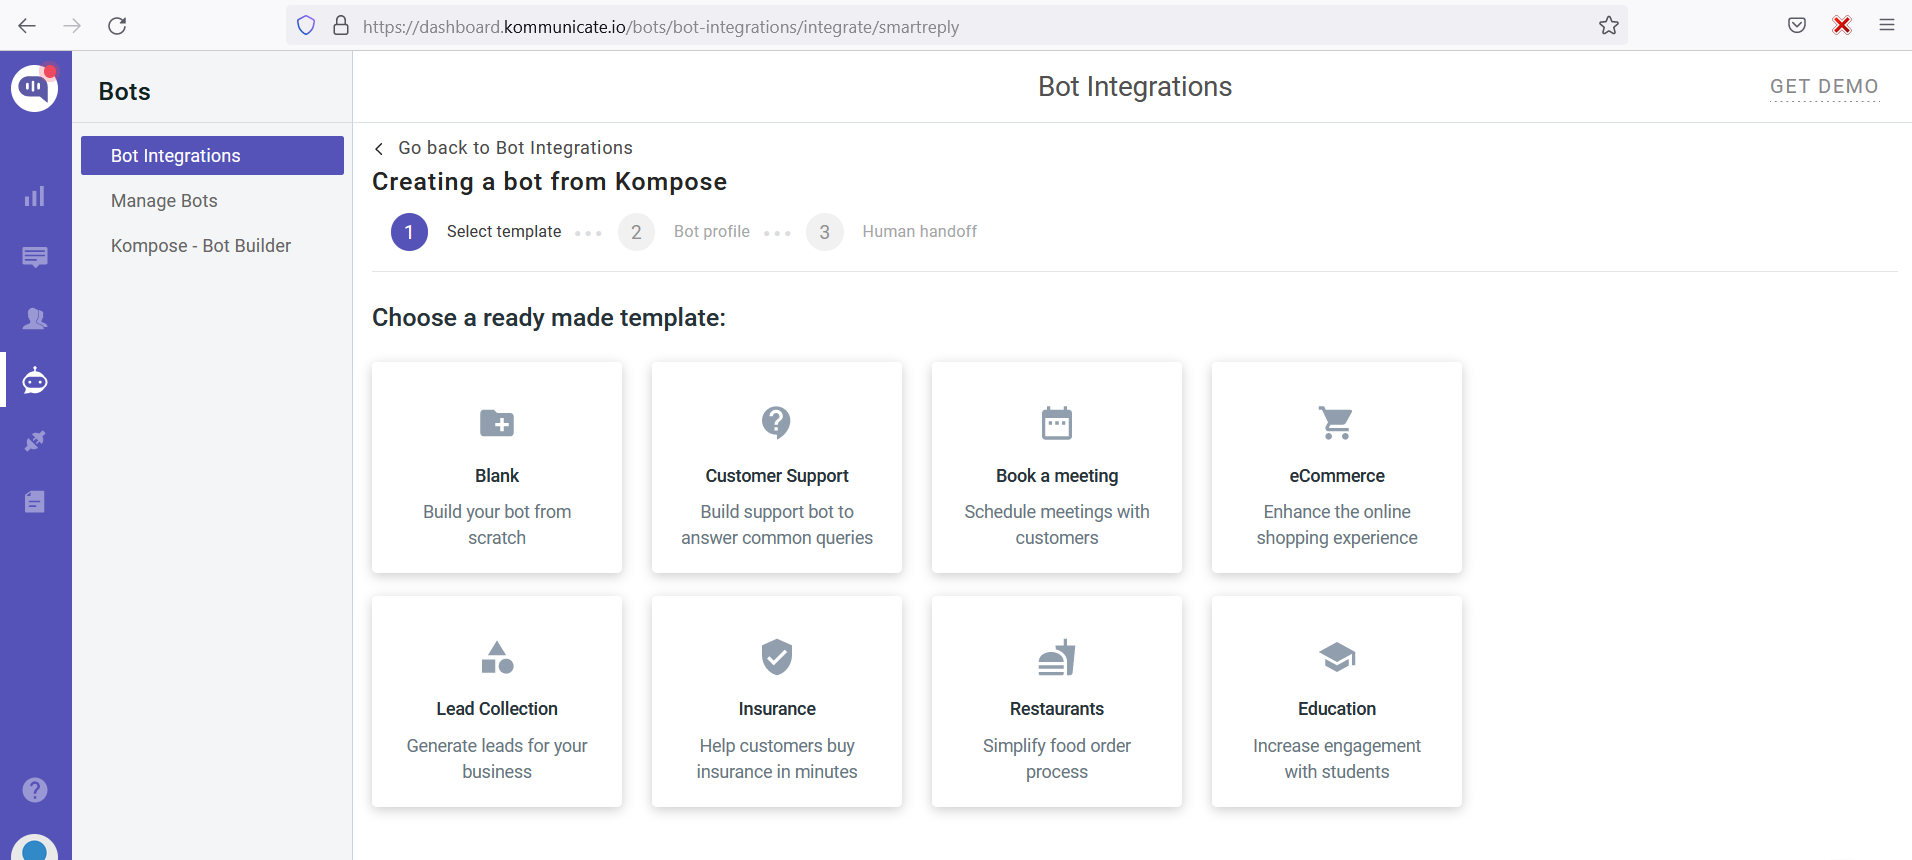 https://dashboard.kommunicate.io/bots/bot-integrations/integrate/smartreply
Bots
Bot Integrations
GET DEMO
Bot Integrations
Manage Bots
Kompose - Bot Builder
Go back to Bot Integrations
Creating a bot from Kompose
1 Select template 2 Bot profile 3 Human handoff
Choose a ready made template:
Blank
Build your bot from
scratch
Customer Support
Build support bot to
answer common queries
Book a meeting
Schedule meetings with
customers
eCommerce
Enhance the online
shopping experience
Lead Collection
Generate leads for your
business
Insurance
Help customers buy
insurance in minutes
Restaurants
Simplify food order
process
Education
Increase engagement
with students